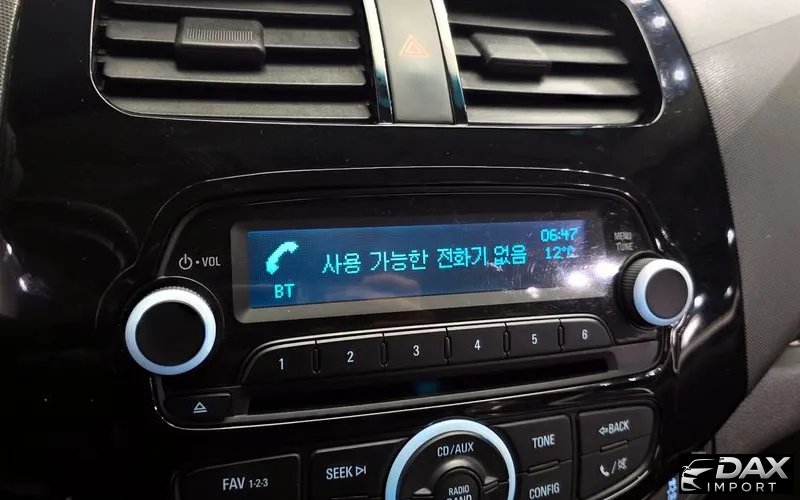 06:47
사용 가능한 전화기 없음 12°C
BT
VOL
MENU
TUNE
1 2 3 4 5 6
CD/AUX
TONE
BACK
FAV 1-2-3
SEEK
RADIO
BAND
CONFIG
DAX
IMPORT